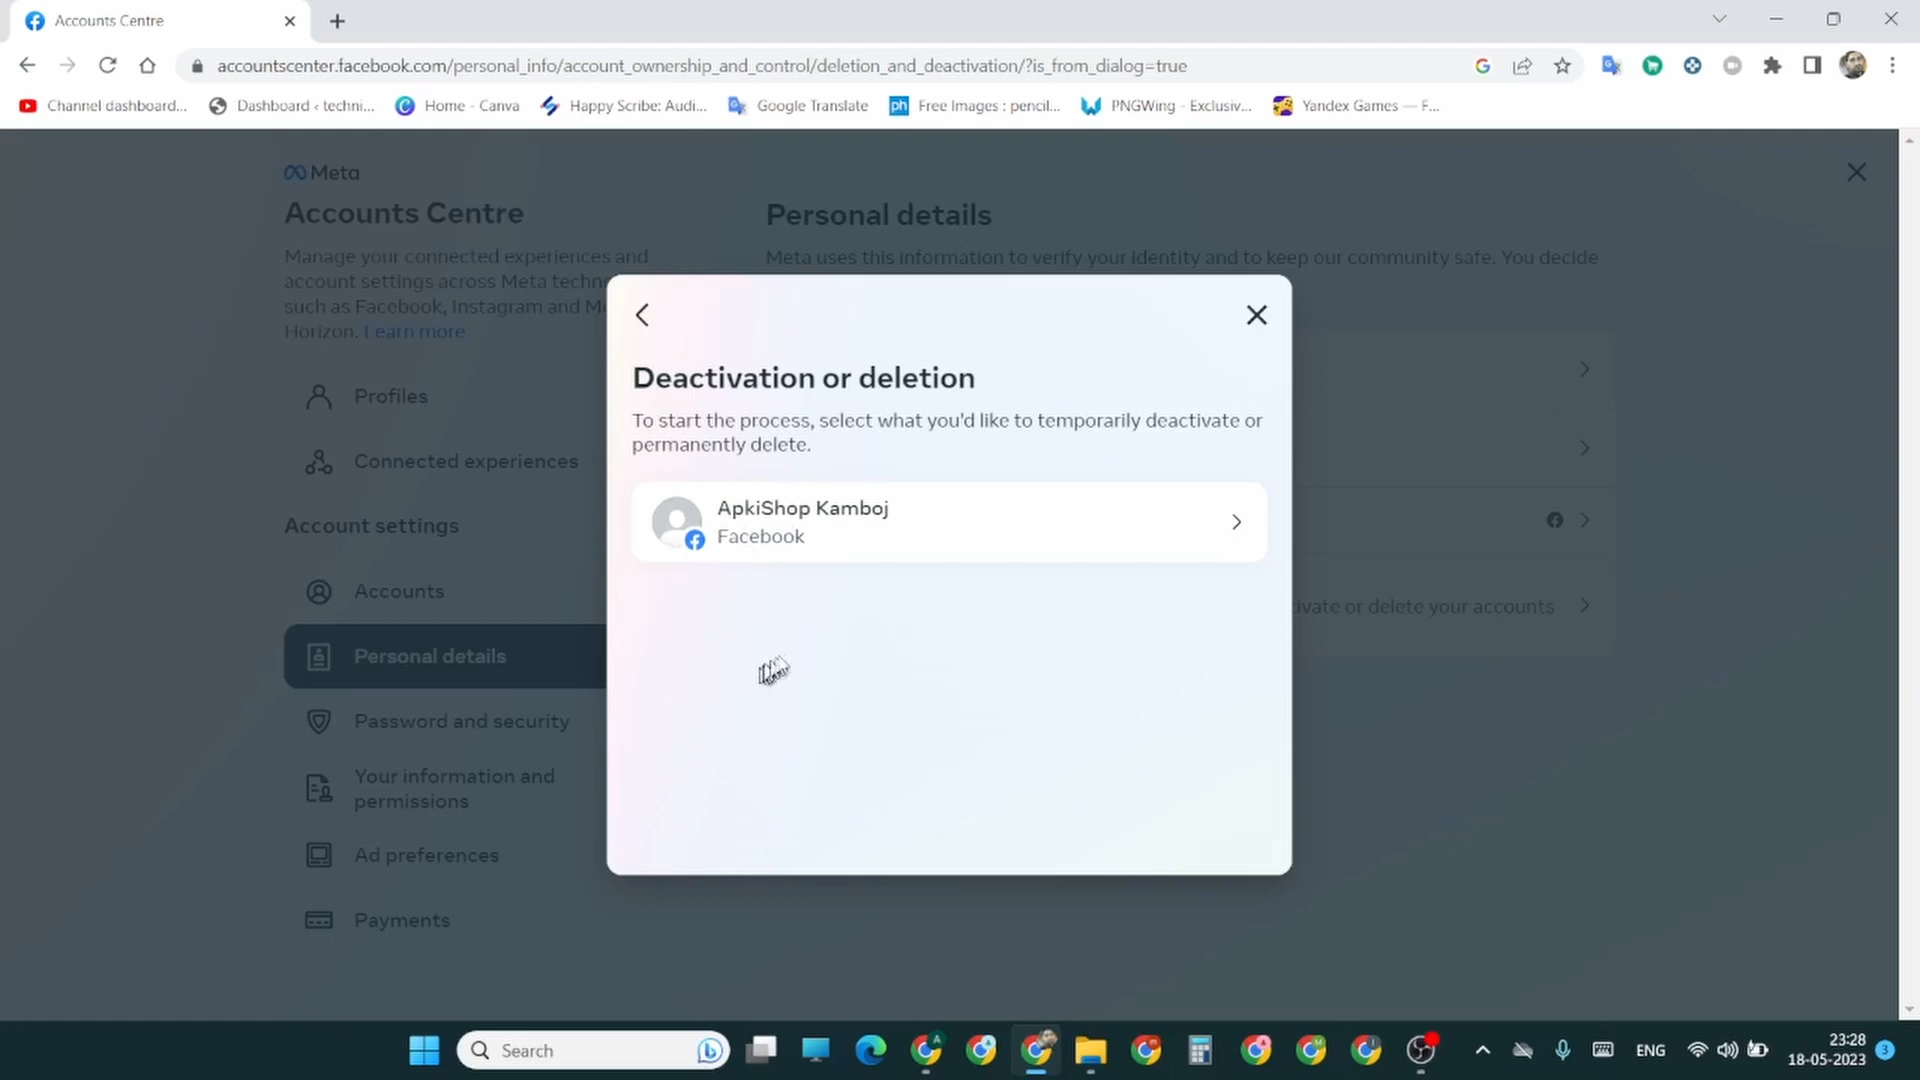 Accounts Centre
accountscenter.facebook.com/personal_info/account_ownership_and_control/deletion_and_deactivation/?is_from_dialog=true
Channel dashboard...
Dashboard ‹ techni...
Home - Canva
Happy Scribe: Audi...
Google Translate
ph
Free Images : pencil...
PNGWing - Exclusiv...
Yandex Games — F...
Meta
Accounts Centre
Manage your connected experiences and
account settings across Meta techn
such as Facebook, Instagram and M
Horizon. Learn more
Profiles
Connected experiences
Account settings
Accounts
Personal details
Password and security
Your information and
permissions
Ad preferences
Payments
Personal details
Meta uses this information to verify your identity and to keep our community safe. You decide
ivate or delete your accounts
Deactivation or deletion
To start the process, select what you'd like to temporarily deactivate or
permanently delete.
ApkiShop Kamboj
Facebook
Search
ENG
23:28
18-05-2023
3